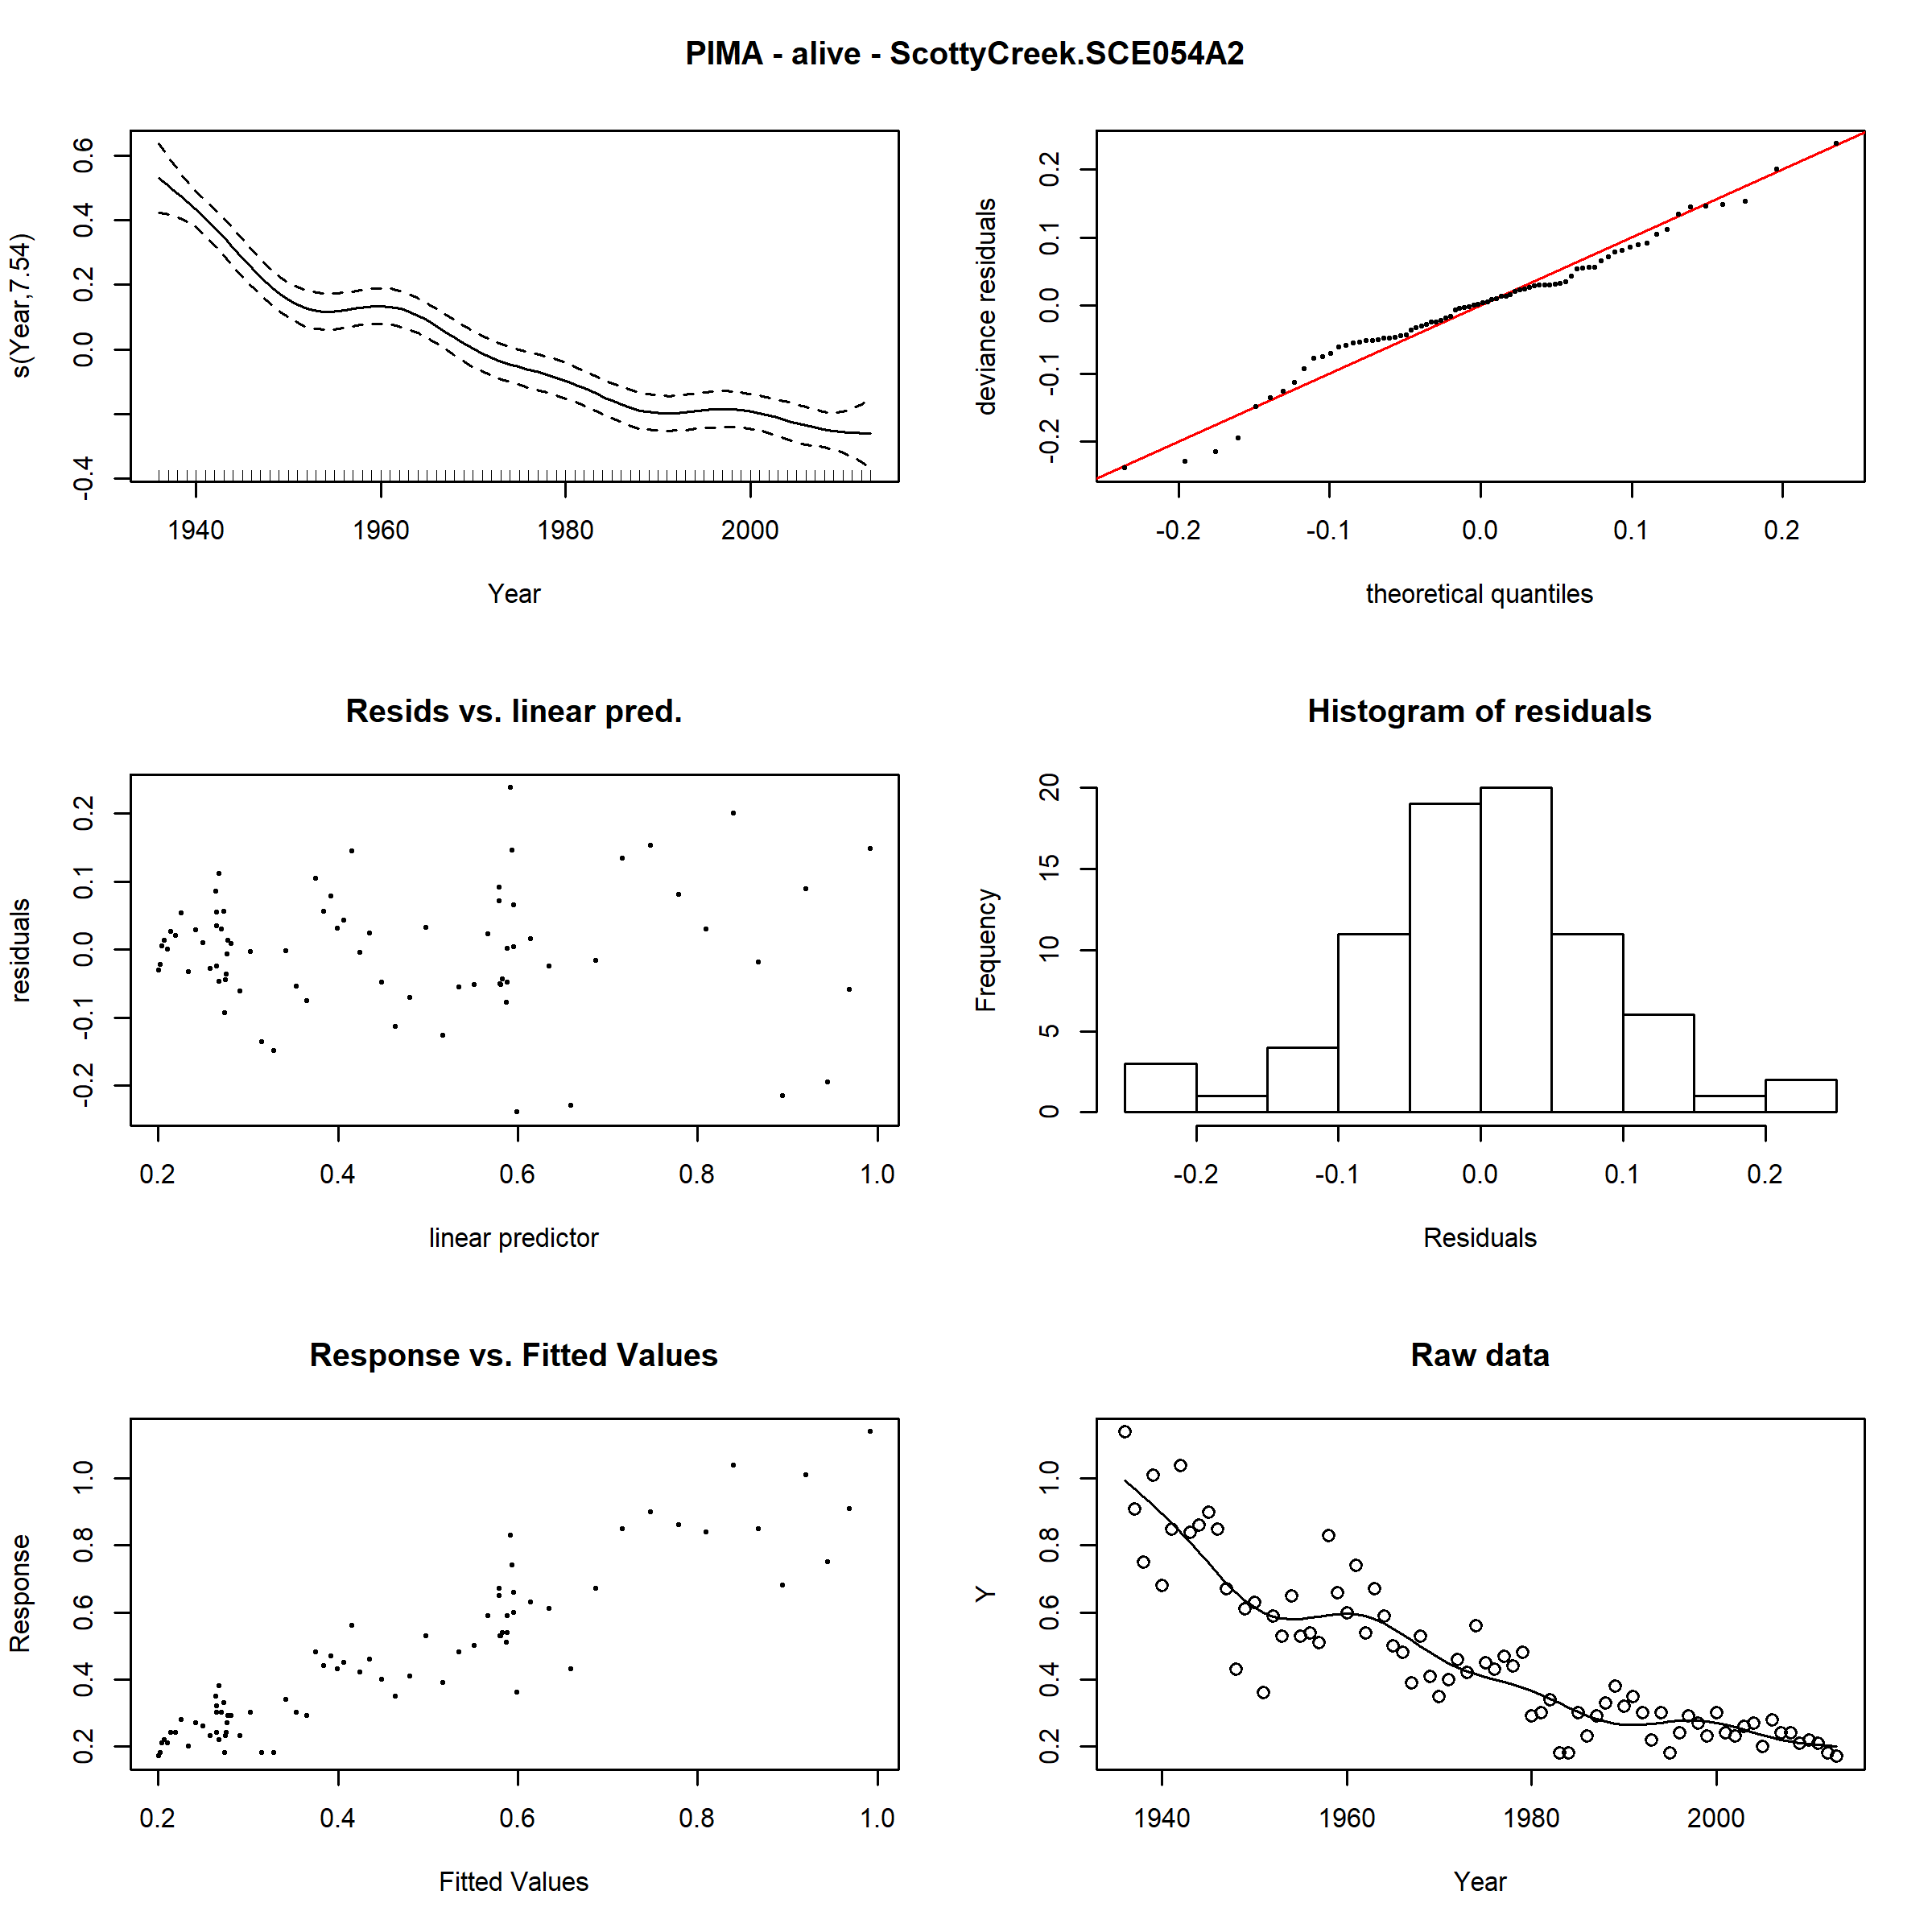 PIMA - alive - ScottyCreek.SCE054A2
s(Year,7.54)
0.6
0.4
0.2
0.0
-0.4
1940 1960 1980 2000
Year
deviance residuals
0.2
0.1
0.0
-0.1
-0.2
-0.2 -0.1 0.0 0.1 0.2
theoretical quantiles
Resids vs. linear pred.
residuals
0.2
0.1
0.0
-0.1
-0.2
0.2 0.4 0.6 0.8 1.0
linear predictor
Histogram of residuals
Frequency
20
15
10
5
0
-0.2 -0.1 0.0 0.1 0.2
Residuals
Response vs. Fitted Values
Response
1.0
0.8
0.6
0.4
0.2
0.2 0.4 0.6 0.8 1.0
Fitted Values
Raw data
Y
1.0
0.8
0.6
0.4
0.2
1940 1960 1980 2000
Year